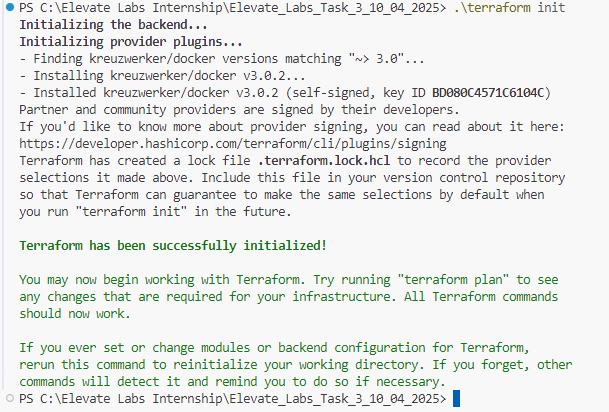 PS C:\Elevate Labs Internship\Elevate_Labs_Task_3_10_04_2025> .\terraform init
Initializing the backend...
Initializing provider plugins...
- Finding kreuzwerker/docker versions matching "~> 3.0"...
- Installing kreuzwerker/docker v3.0.2...
- Installed kreuzwerker/docker v3.0.2 (self-signed, key ID BD080C4571C6104C)
Partner and community providers are signed by their developers.
If you'd like to know more about provider signing, you can read about it here:
https://developer.hashicorp.com/terraform/cli/plugins/signing
Terraform has created a lock file .terraform.lock.hcl to record the provider
selections it made above. Include this file in your version control repository
so that Terraform can guarantee to make the same selections by default when
you run "terraform init" in the future.
Terraform has been successfully initialized!
You may now begin working with Terraform. Try running "terraform plan" to see
any changes that are required for your infrastructure. All Terraform commands
should now work.
If you ever set or change modules or backend configuration for Terraform,
rerun this command to reinitialize your working directory. If you forget, other
commands will detect it and remind you to do so if necessary.
PS C:\Elevate Labs Internship\Elevate_Labs_Task_3_10_04_2025>